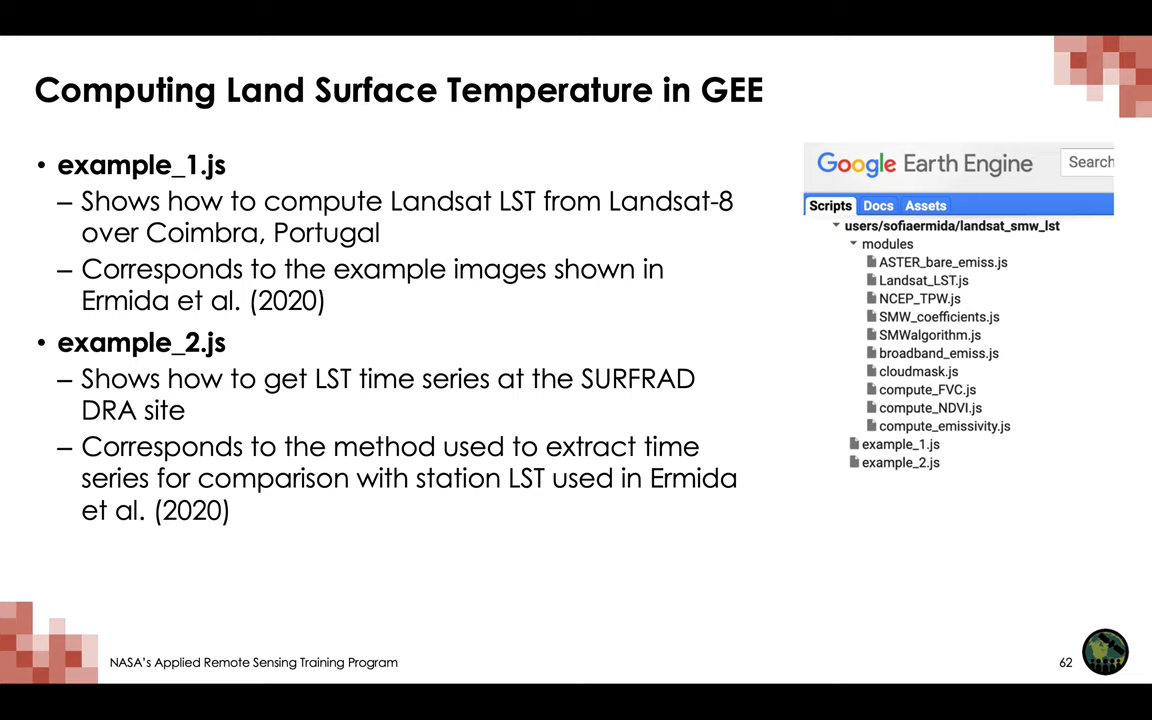 Computing Land Surface Temperature in GEE
• example_1.js
– Shows how to compute Landsat LST from Landsat-8
over Coimbra, Portugal
– Corresponds to the example images shown in
Ermida et al. (2020)
• example_2.js
– Shows how to get LST time series at the SURFRAD
DRA site
– Corresponds to the method used to extract time
series for comparison with station LST used in Ermida
et al. (2020)
Google Earth Engine
Search
Scripts Docs Assets
users/sofiaermida/landsat_smw_lst
modules
ASTER_bare_emiss.js
Landsat_LST.js
NCEP_TPW.js
SMW_coefficients.js
SMWalgorithm.js
broadband_emiss.js
cloudmask.js
compute_FVC.js
compute_NDVI.js
compute_emissivity.js
example_1.js
example_2.js
NASA's Applied Remote Sensing Training Program
62